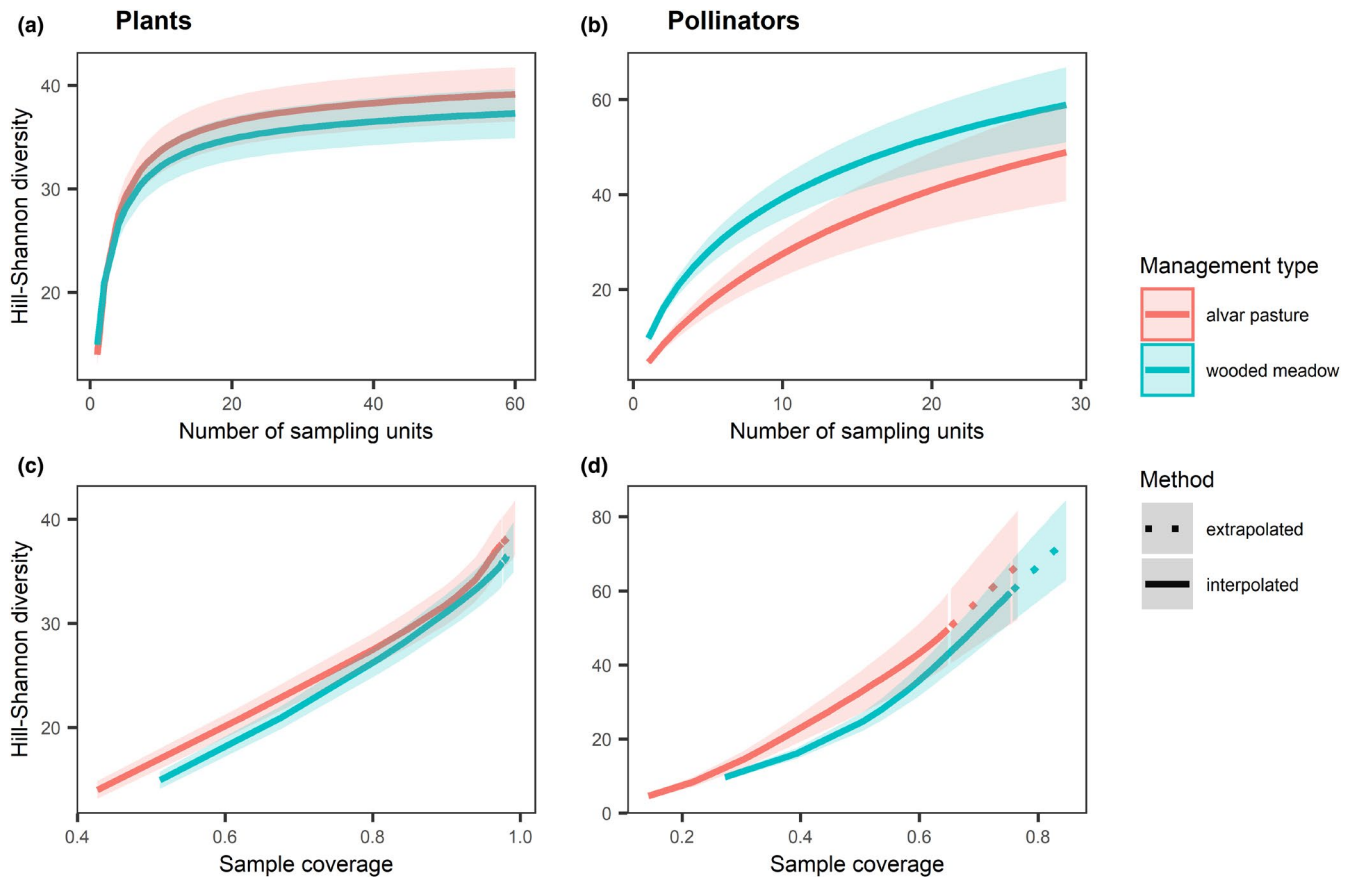 (a) Plants
(b) Pollinators
Hill-Shannon diversity
40
30
20
0 20 40 60
Number of sampling units
60
40
20
0 10 20 30
Number of sampling units
Management type
alvar pasture
wooded meadow
(c)
(d)
Hill-Shannon diversity
40
30
20
0.4 0.6 0.8 1.0
Sample coverage
80
60
40
20
0
0.2 0.4 0.6 0.8
Sample coverage
Method
extrapolated
interpolated